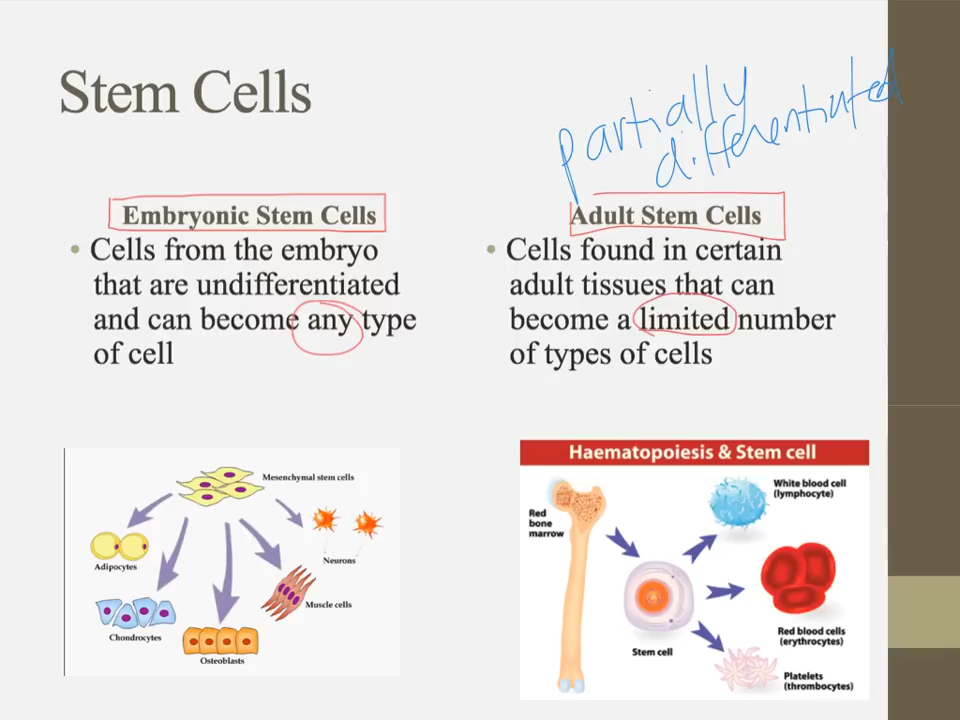 Stem Cells
partially
differentiated
Embryonic Stem Cells
• Cells from the embryo
that are undifferentiated
and can become any type
of cell
Adult Stem Cells
• Cells found in certain
adult tissues that can
become a limited number
of types of cells
Mesenchymal stem cells
Adipocytes
Neurons
Muscle cells
Chondrocytes
Osteoblasts
Haematopoiesis & Stem cell
Red
bone
marrow
White blood cell
(lymphocyte)
Stem cell
Red blood cells
(erythrocytes)
Platelets
(thrombocytes)